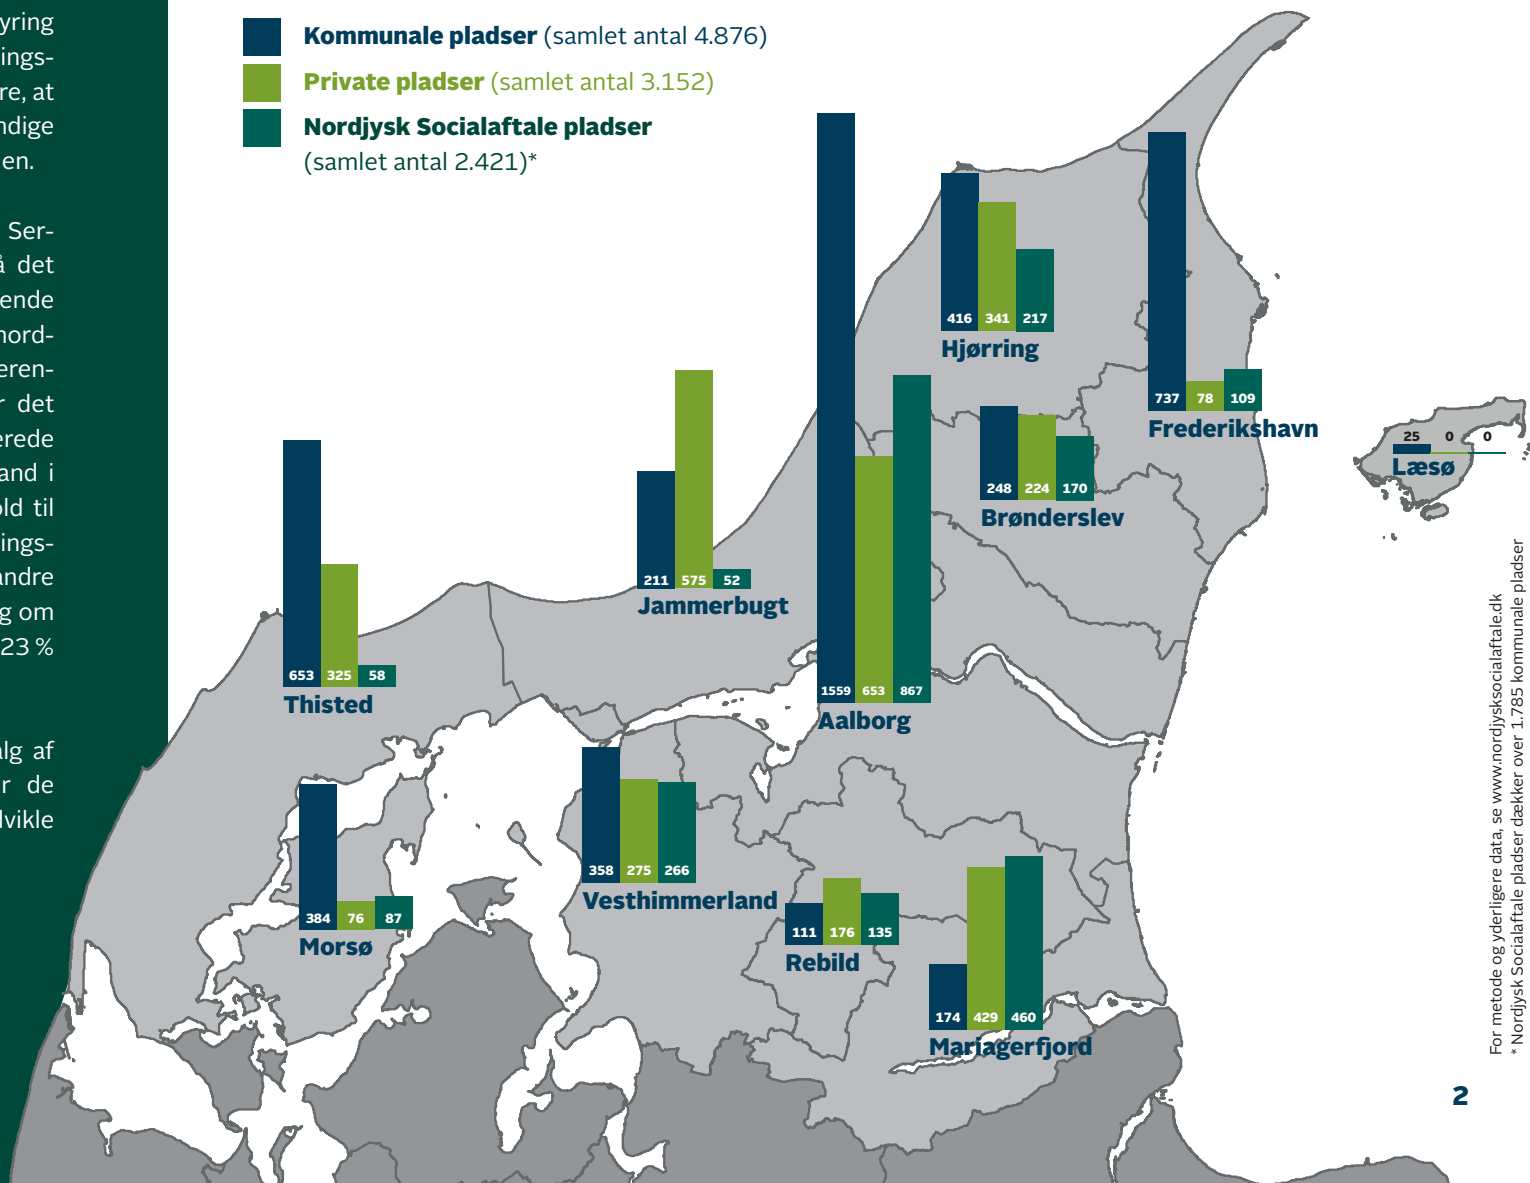 yring
ings-
re, at
ndige
en.
Ser-
å det
ende
nord-
eren-
r det
erede
and i
old til
ings-
andre
g om
23 %
alg af
r de
dvikle
Kommunale pladser (samlet antal 4.876)
Private pladser (samlet antal 3.152)
Nordjysk Socialaftale pladser
(samlet antal 2.421)*
416 341 217
Hjørring
737 78 109
Frederikshavn
25 0 0
Læsø
248 224 170
Brønderslev
211 575 52
Jammerbugt
653 325 58
Thisted
1559 653 867
Aalborg
358 275 266
Vesthimmerland
384 76 87
Morsø
111 176 135
Rebild
174 429 460
Mariagerfjord
For metode og yderligere data, se www.nordjysksocialaftale.dk
* Nordjysk Socialaftale pladser dækker over 1.785 kommunale pladser
2